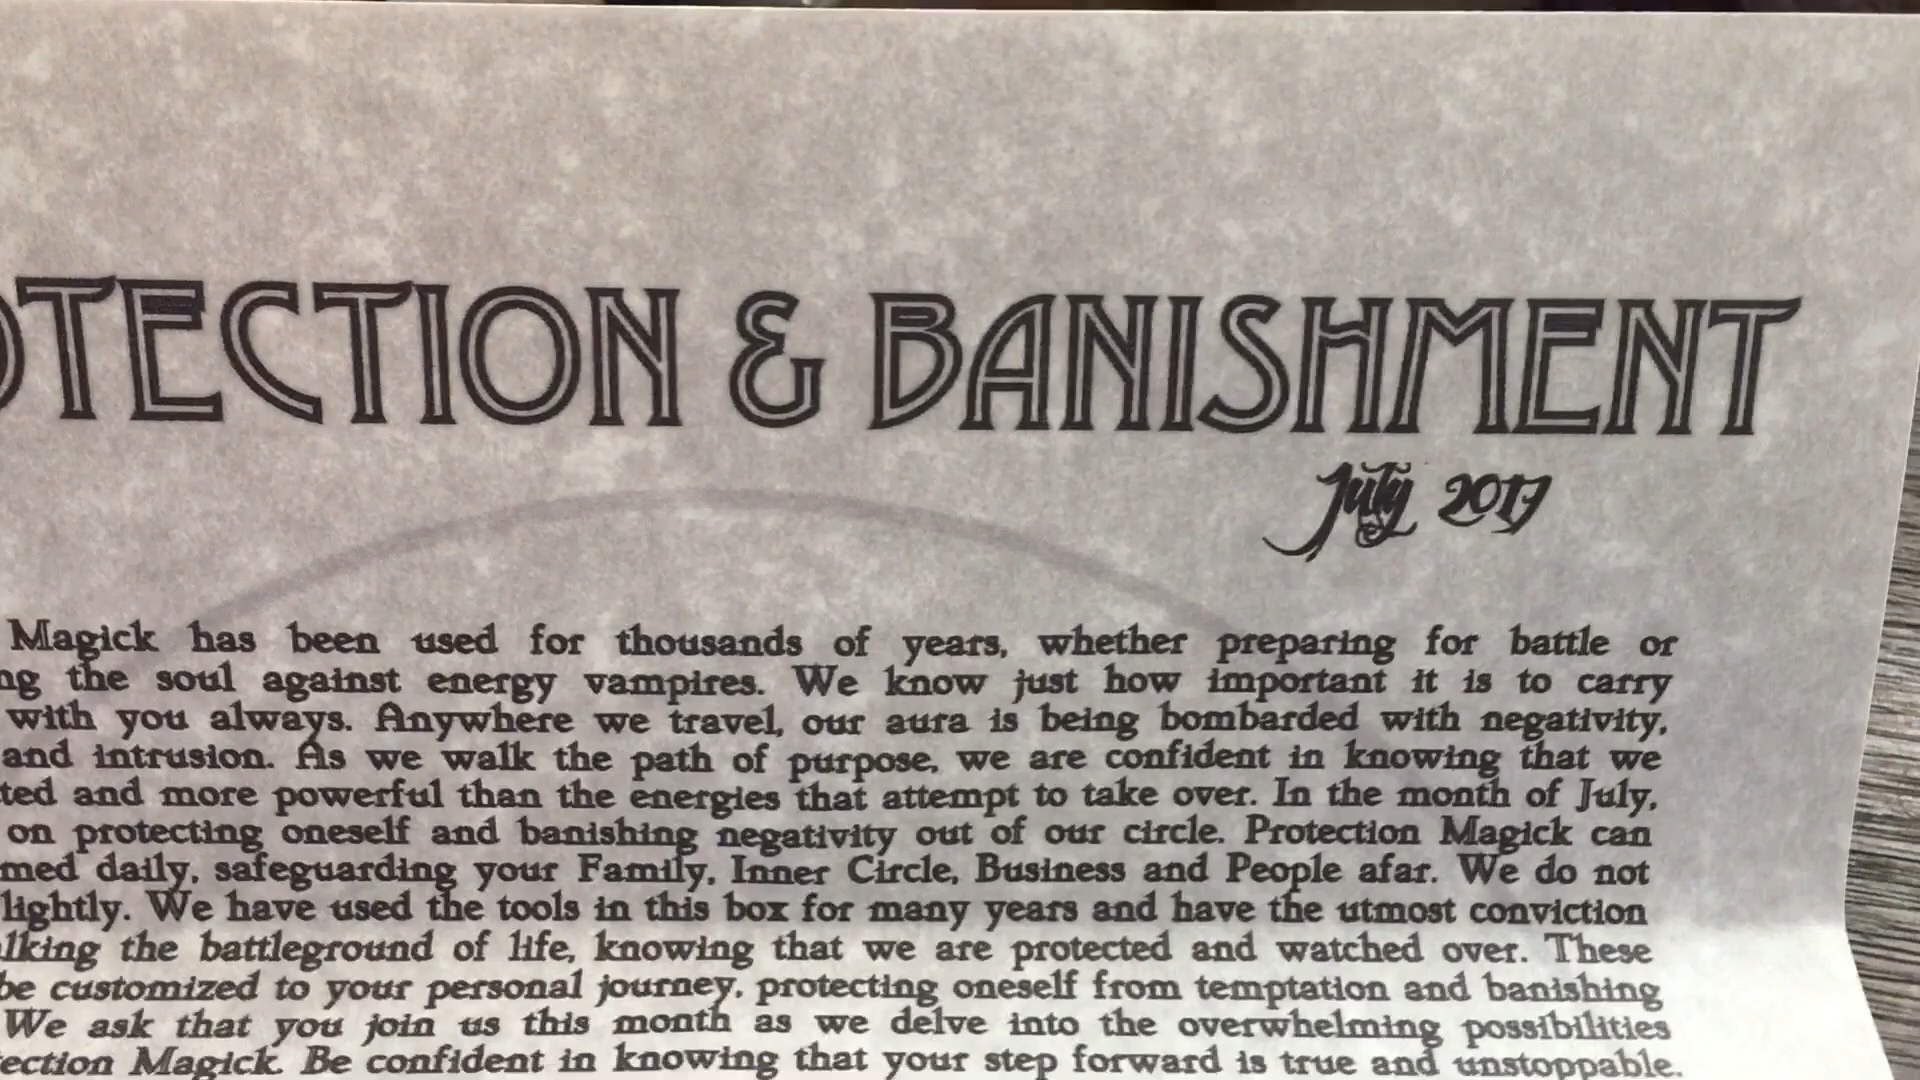 OTECTION & BANISHMENT
July 2017
Magick has been used for thousands of years, whether preparing for battle or
ng the soul against energy vampires. We know just how important it is to carry
with you always. Anywhere we travel, our aura is being bombarded with negativity,
and intrusion. As we walk the path of purpose, we are confident in knowing that we
ted and more powerful than the energies that attempt to take over. In the month of July,
on protecting oneself and banishing negativity out of our circle. Protection Magick can
med daily, safeguarding your Family, Inner Circle, Business and People afar. We do not
lightly. We have used the tools in this box for many years and have the utmost conviction
lking the battleground of life, knowing that we are protected and watched over. These
be customized to your personal journey, protecting oneself from temptation and banishing
We ask that you join us this month as we delve into the overwhelming possibilities
ection Magick. Be confident in knowing that your step forward is true and unstoppable.